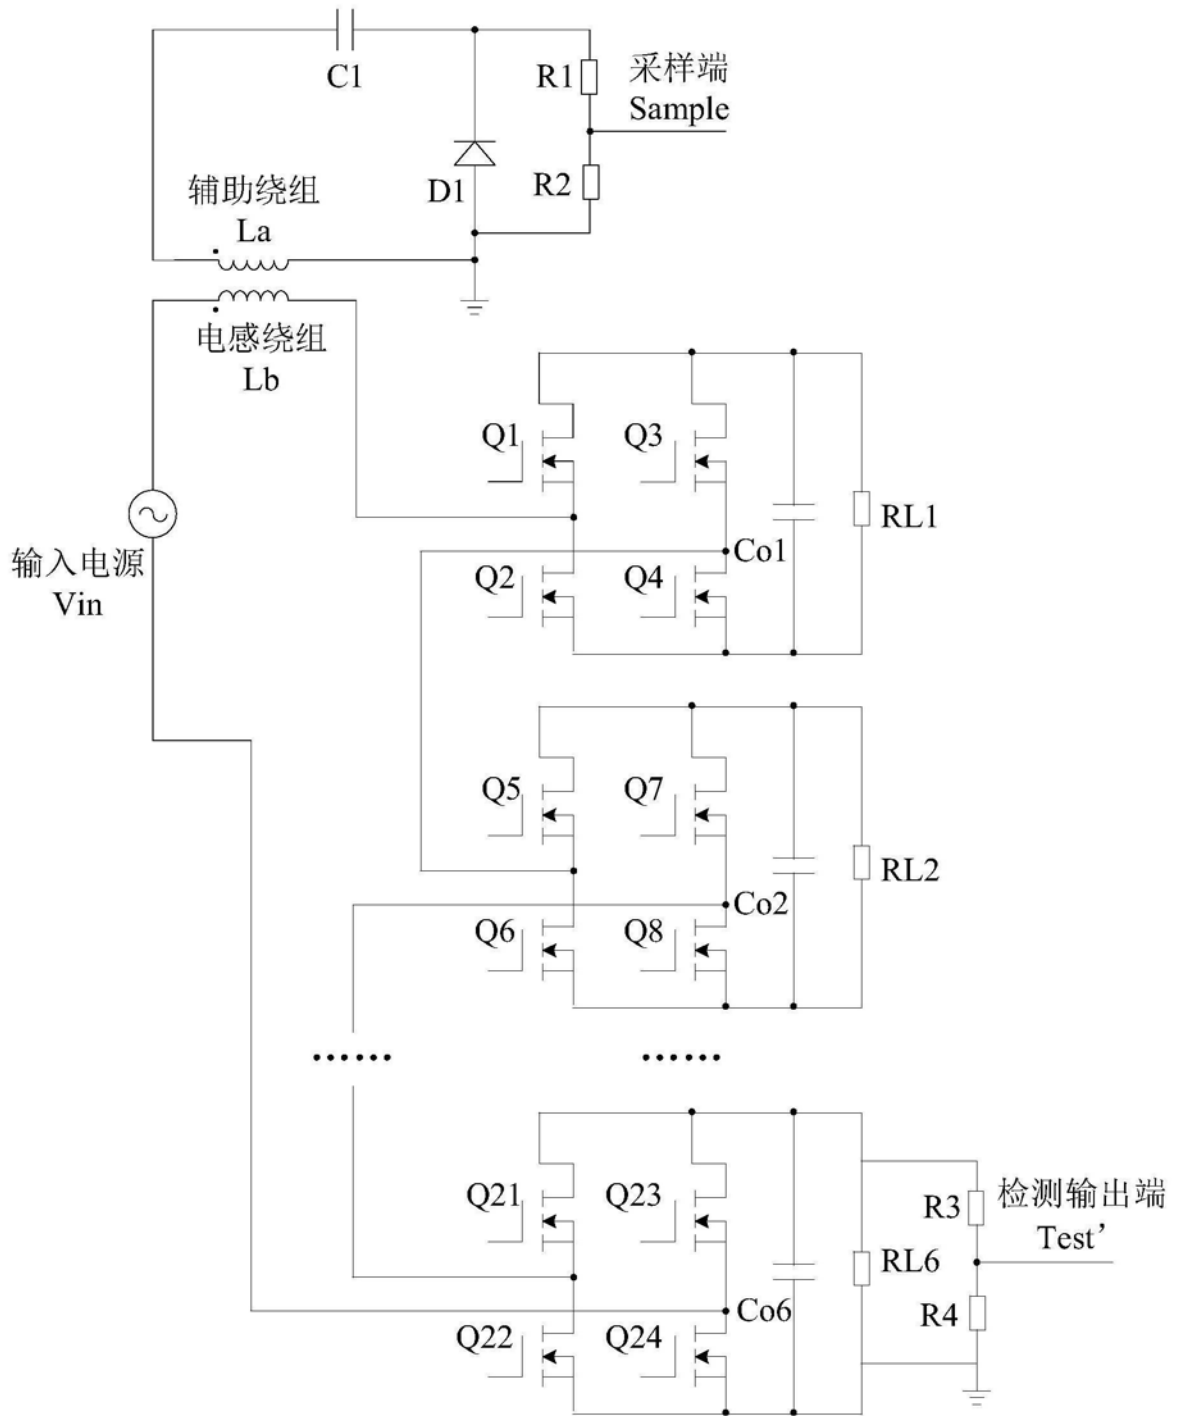 C1
R1
采样端
Sample
D1
R2
辅助绕组
La
电感绕组
Lb
Q1
Q3
RL1
输入电源
Vin
Co1
Q2
Q4
Q5
Q7
RL2
Co2
Q6
Q8
......
......
Q21
Q23
R3
检测输出端
Test’
RL6
Co6
R4
Q22
Q24